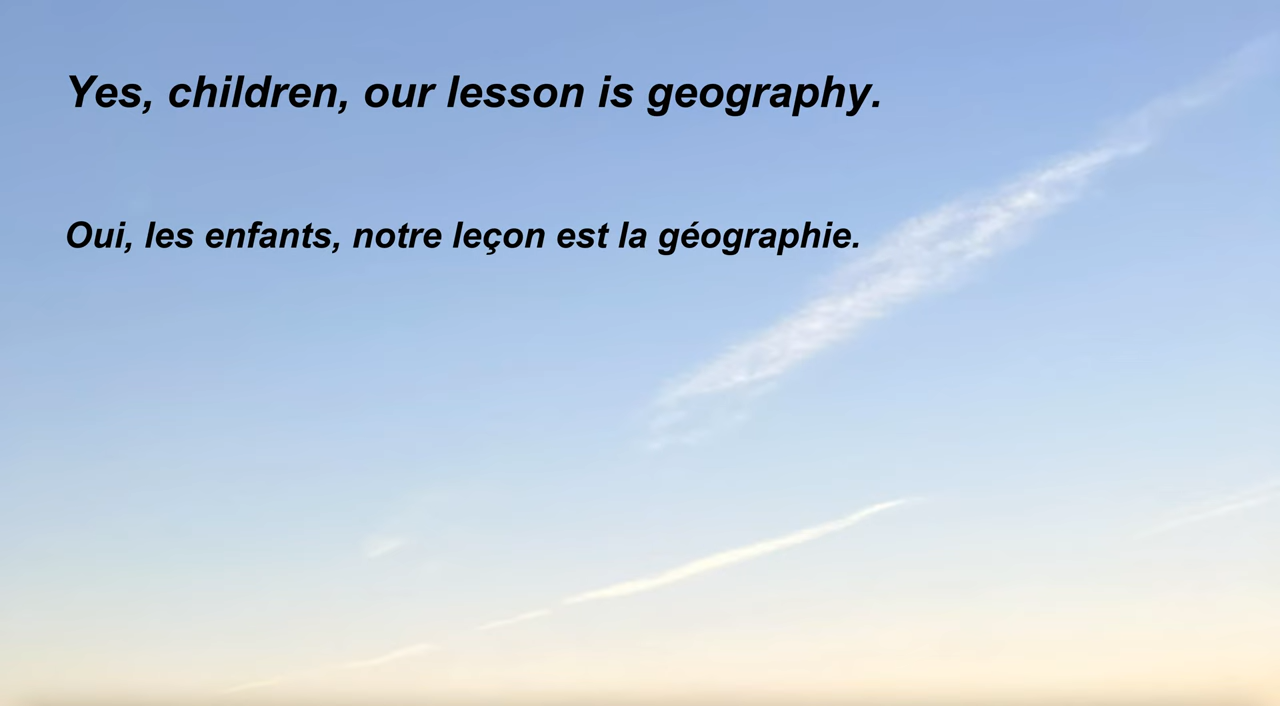 Yes, children, our lesson is geography.
Oui, les enfants, notre leçon est la géographie.